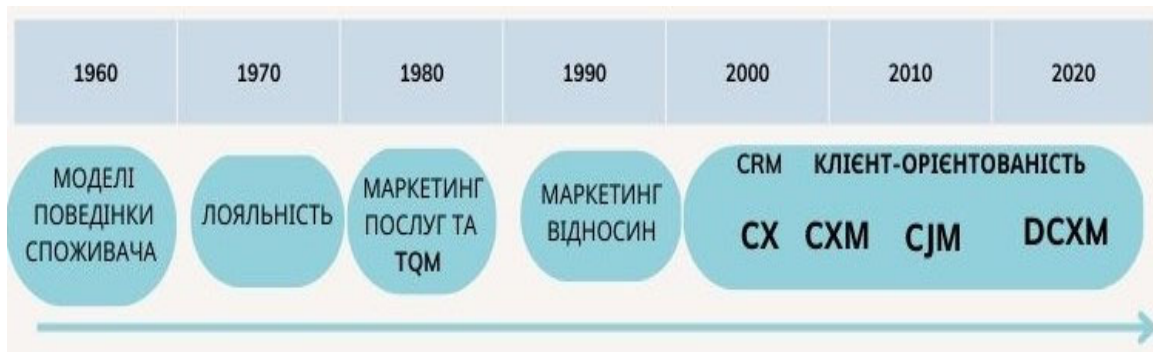 1960 1970 1980 1990 2000 2010 2020
МОДЕЛІ
ПОВЕДІНКИ
СПОЖИВАЧА
ЛОЯЛЬНІСТЬ
МАРКЕТИНГ
ПОСЛУГ ТА
TQM
МАРКЕТИНГ
ВІДНОСИН
CRM КЛІЄНТ-ОРІЄНТОВАНІСТЬ
CX CXM CJM DCXM